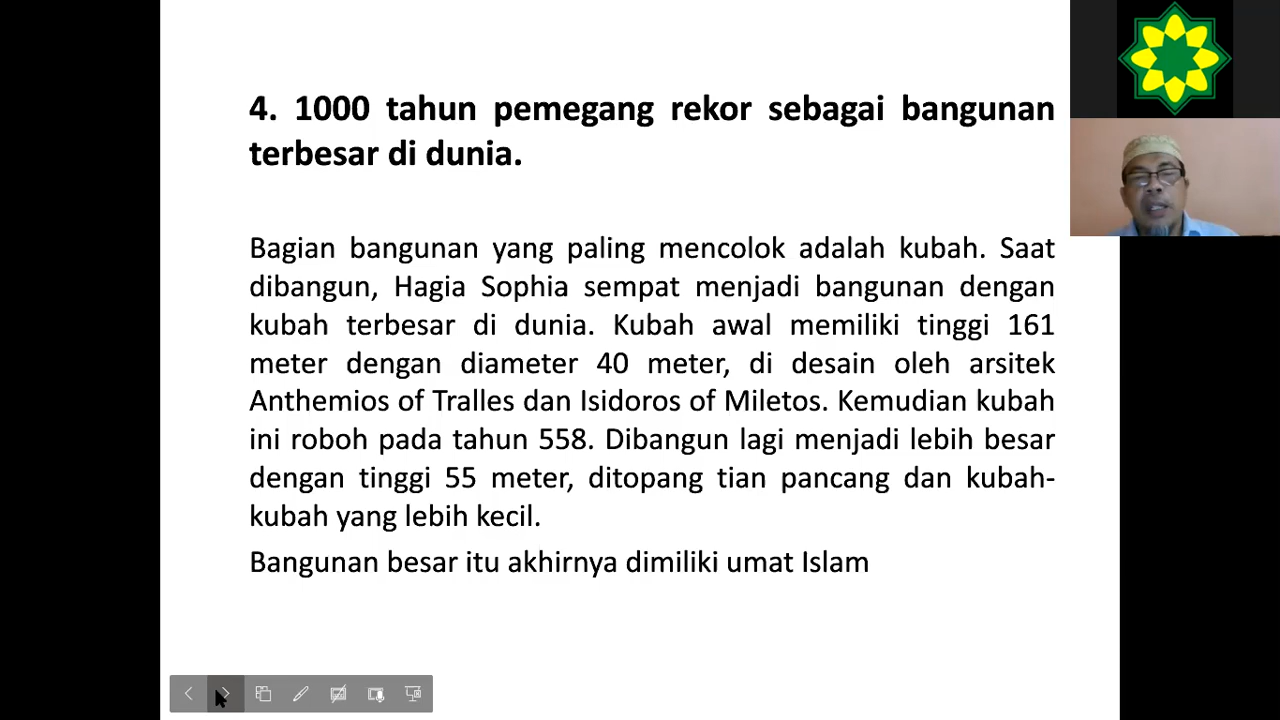 4. 1000 tahun pemegang rekor sebagai bangunan
terbesar di dunia.
Bagian bangunan yang paling mencolok adalah kubah. Saat
dibangun, Hagia Sophia sempat menjadi bangunan dengan
kubah terbesar di dunia. Kubah awal memiliki tinggi 161
meter dengan diameter 40 meter, di desain oleh arsitek
Anthemios of Tralles dan Isidoros of Miletos. Kemudian kubah
ini roboh pada tahun 558. Dibangun lagi menjadi lebih besar
dengan tinggi 55 meter, ditopang tian pancang dan kubah-
kubah yang lebih kecil.
Bangunan besar itu akhirnya dimiliki umat Islam